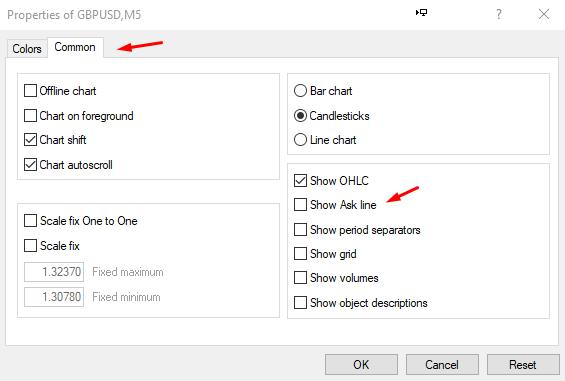 Properties of GBPUSD,M5
?
Colors
Common
Offline chart
Chart on foreground
Chart shift
Chart autoscroll
Scale fix One to One
Scale fix
1.32370 Fixed maximum
1.30780 Fixed minimum
Bar chart
Candlesticks
Line chart
Show OHLC
Show Ask line
Show period separators
Show grid
Show volumes
Show object descriptions
OK
Cancel
Reset